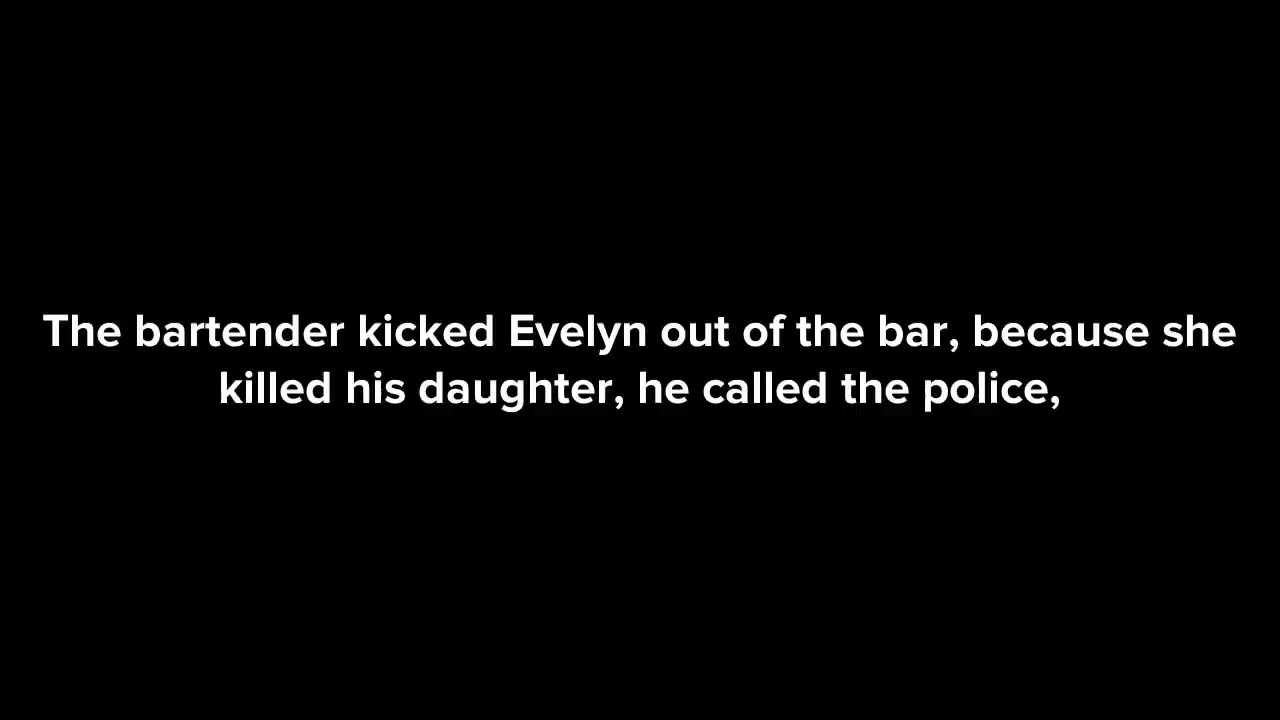 The bartender kicked Evelyn out of the bar, because she
killed his daughter, he called the police,